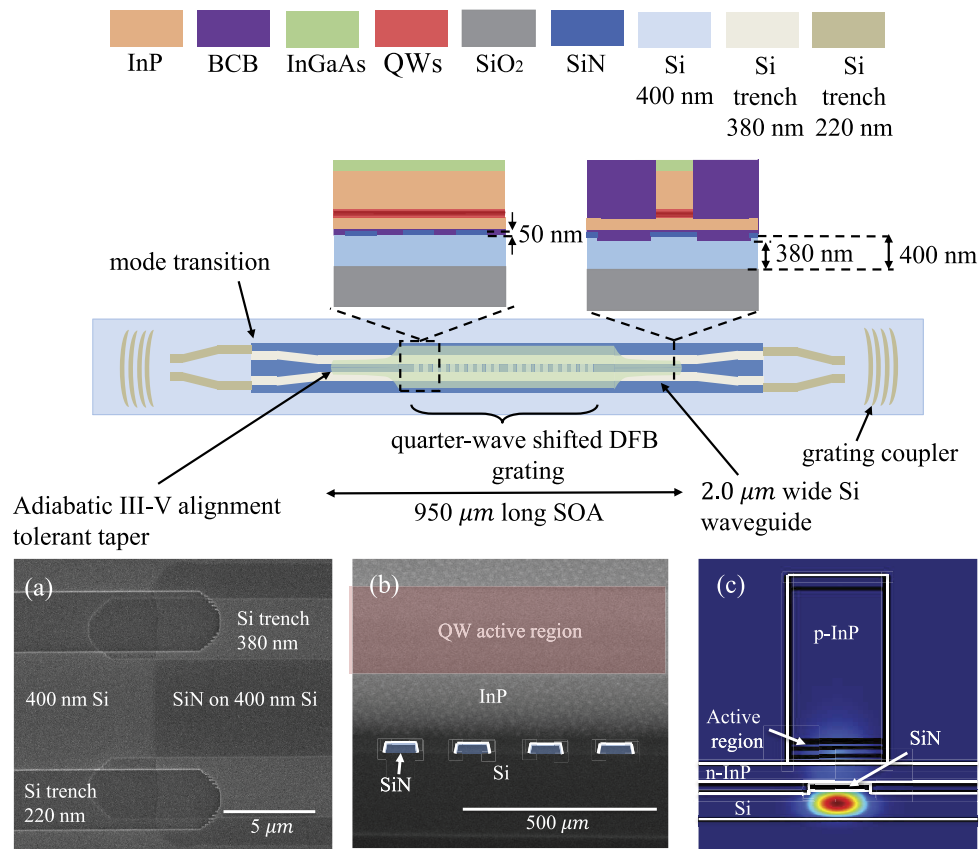 InP
BCB
InGaAs
QWs
SiO₂
SiN
Si
400 nm
Si
trench
380 nm
Si
trench
220 nm
50 nm
380 nm
400 nm
mode transition
quarter-wave shifted DFB
grating
grating coupler
Adiabatic III-V alignment
tolerant taper
950 μm long SOA
2.0 μm wide Si
waveguide
(a)
Si trench
380 nm
400 nm Si
SiN on 400 nm Si
Si trench
220 nm
5 μm
(b)
QW active region
InP
SiN
Si
500 μm
(c)
p-InP
Active
region
SiN
n-InP
Si